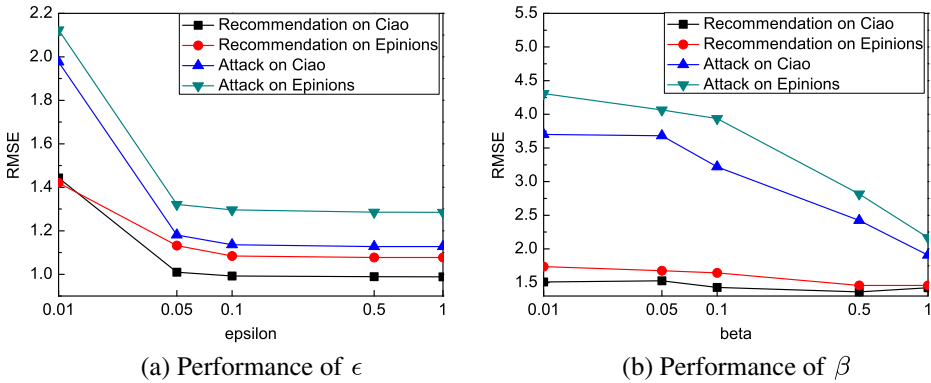 2.2
2.0
1.8
1.6
1.4
1.2
1.0
RMSE
Recommendation on Ciao
Recommendation on Epinions
Attack on Ciao
Attack on Epinions
0.01 0.05 0.1 0.5 1
epsilon
(a) Performance of ϵ
5.0
4.5
4.0
3.5
3.0
2.5
2.0
1.5
RMSE
Recommendation on Ciao
Recommendation on Epinions
Attack on Ciao
Attack on Epinions
0.01 0.05 0.1 0.5 1
beta
(b) Performance of β